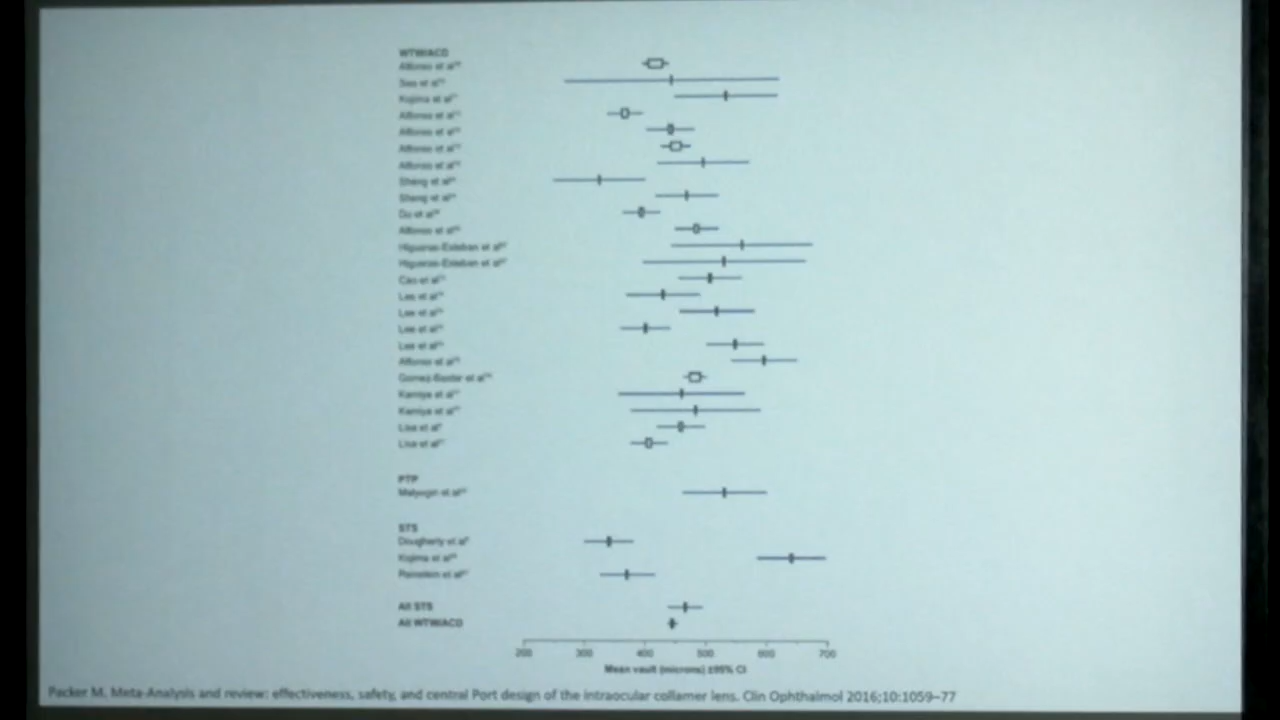 WTW/ACD
Alfonso et al
et al
Kojima et al
Alfonso et al
Alfonso et al
Alfonso et al
Alfonso et al
Sheng et al
Sheng et al
Du et al
Alfonso et al
Higueras-Esteban et al
Higueras-Esteban et al
Cao et al
Lee et al
Lee et al
Lee et al
Lee et al
Alfonso et al
et al
Kamiya et al
Kamiya et al
Lisa et al
Lisa et al
PTP
Malyugin et al
STS
Dougherty et al
Kojima et al
Reinstein et al
All STS
All WTW/ACD
200 300 400 500 600 700
Mean vault (microns) ±95% CI
Packer M. Meta-Analysis and review: effectiveness, safety, and central Port design of the intraocular collamer lens. Clin Ophthalmol 2016;10:1059–77